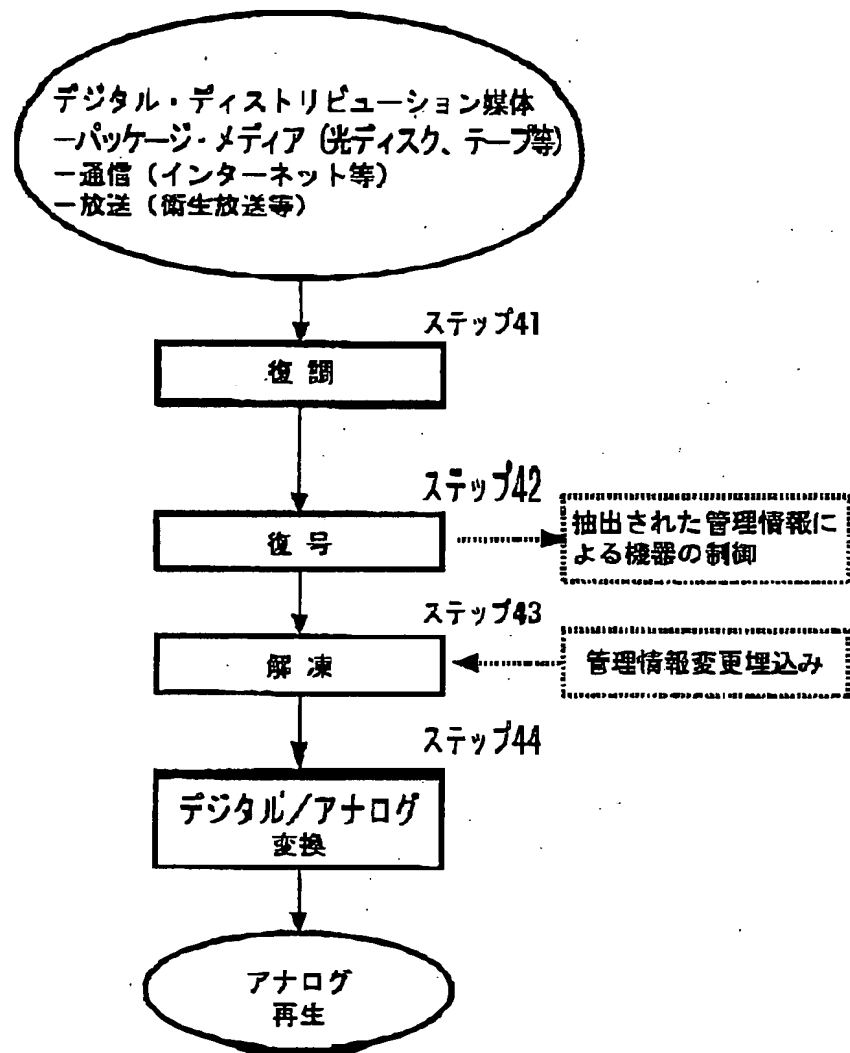 デジタル・ディストリビューション媒体
ーパッケージ・メディア (光ディスク、テープ等)
ー通信 (インターネット等)
ー放送 (衛生放送等)
ステップ41
復調
ステップ42
復号
抽出された管理情報に
よる機器の制御
ステップ43
解凍
管理情報変更埋込み
ステップ44
デジタル/アナログ
変換
アナログ
再生